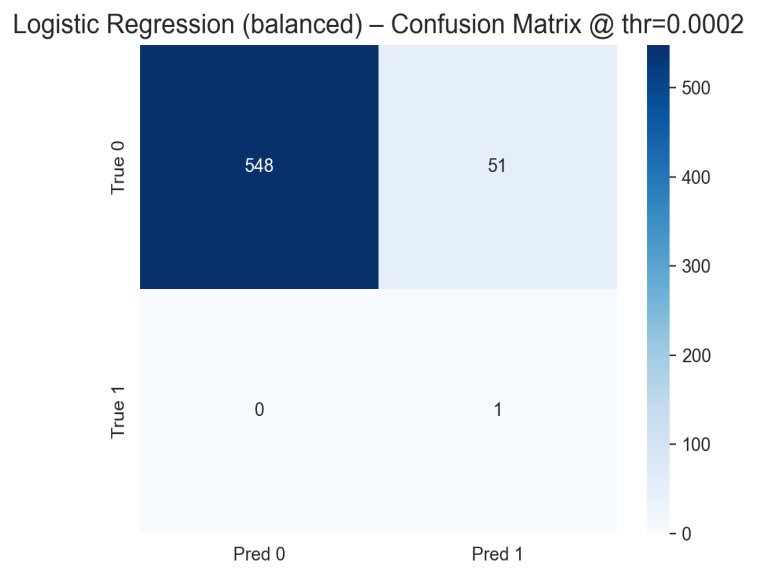 Logistic Regression (balanced) – Confusion Matrix @ thr=0.0002
True 0
548
51
True 1
0
1
Pred 0
Pred 1
500
400
300
200
100
0